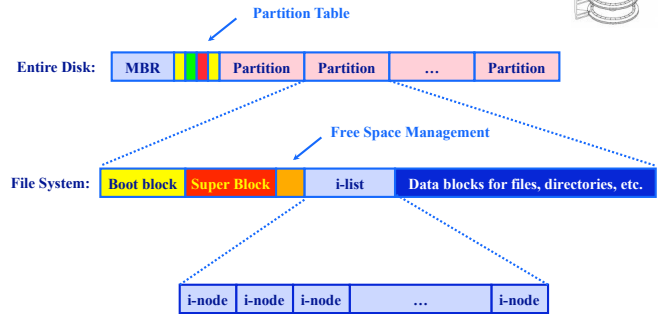 Partition Table
Entire Disk: MBR Partition Partition … Partition
Free Space Management
File System: Boot block Super Block i-list Data blocks for files, directories, etc.
i-node i-node i-node … i-node